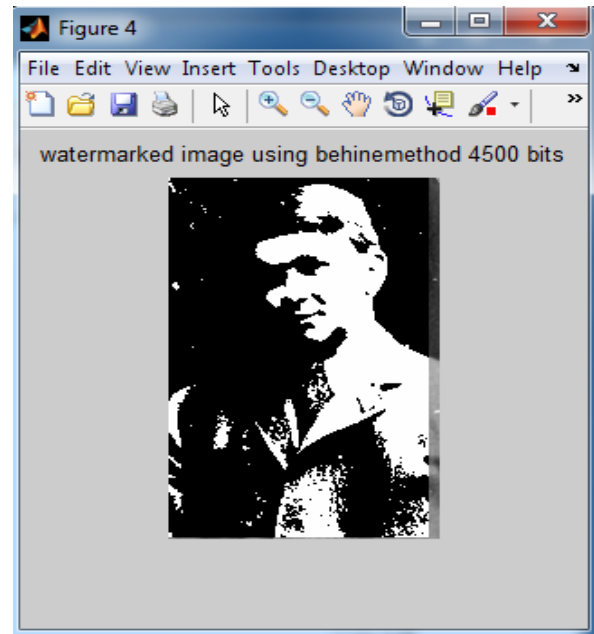 Figure 4
File Edit View Insert Tools Desktop Window Help
watermarked image using behinemethod 4500 bits